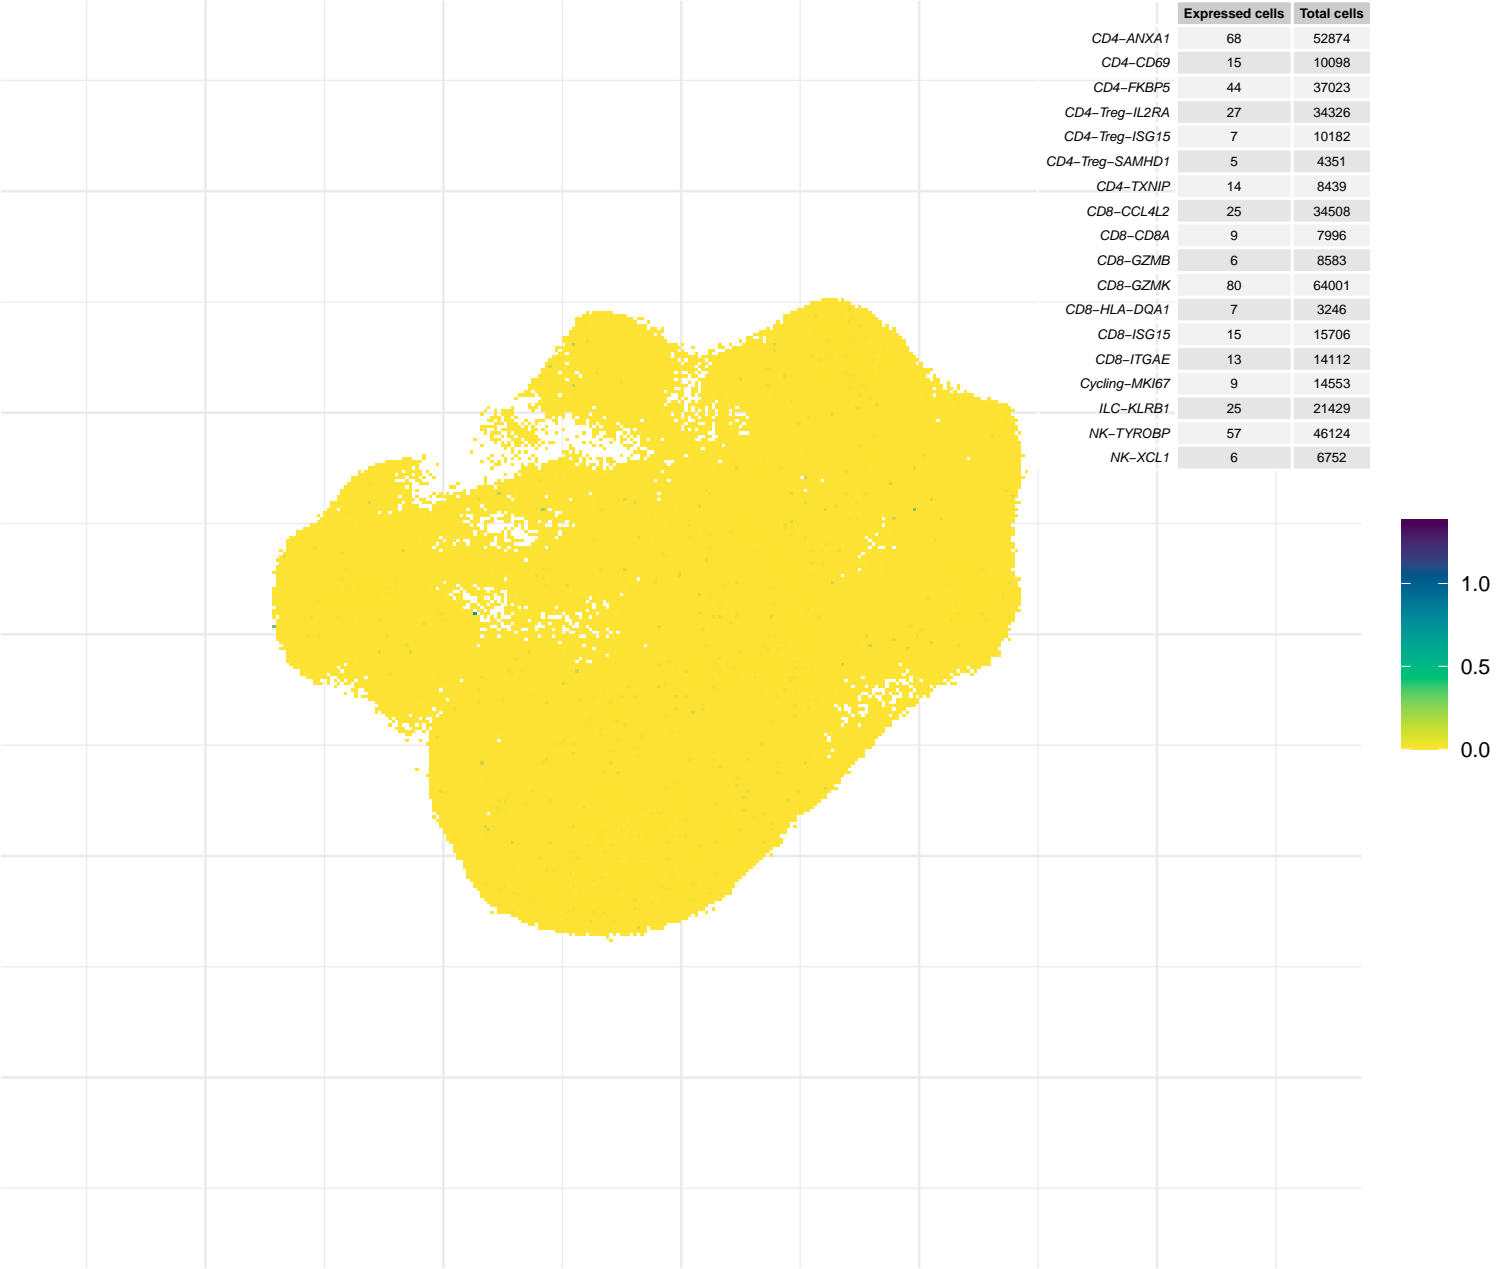 Expressed cells Total cells
CD4−ANXA1 68 52874
CD4−CD69 15 10098
CD4−FKBP5 44 37023
CD4−Treg−IL2RA 27 34326
CD4−Treg−ISG15 7 10182
CD4−Treg−SAMHD1 5 4351
CD4−TXNIP 14 8439
CD8−CCL4L2 25 34508
CD8−CD8A 9 7996
CD8−GZMB 6 8583
CD8−GZMK 80 64001
CD8−HLA−DQA1 7 3246
CD8−ISG15 15 15706
CD8−ITGAE 13 14112
Cycling−MKI67 9 14553
ILC−KLRB1 25 21429
NK−TYROBP 57 46124
NK−XCL1 6 6752
1.0
0.5
0.0